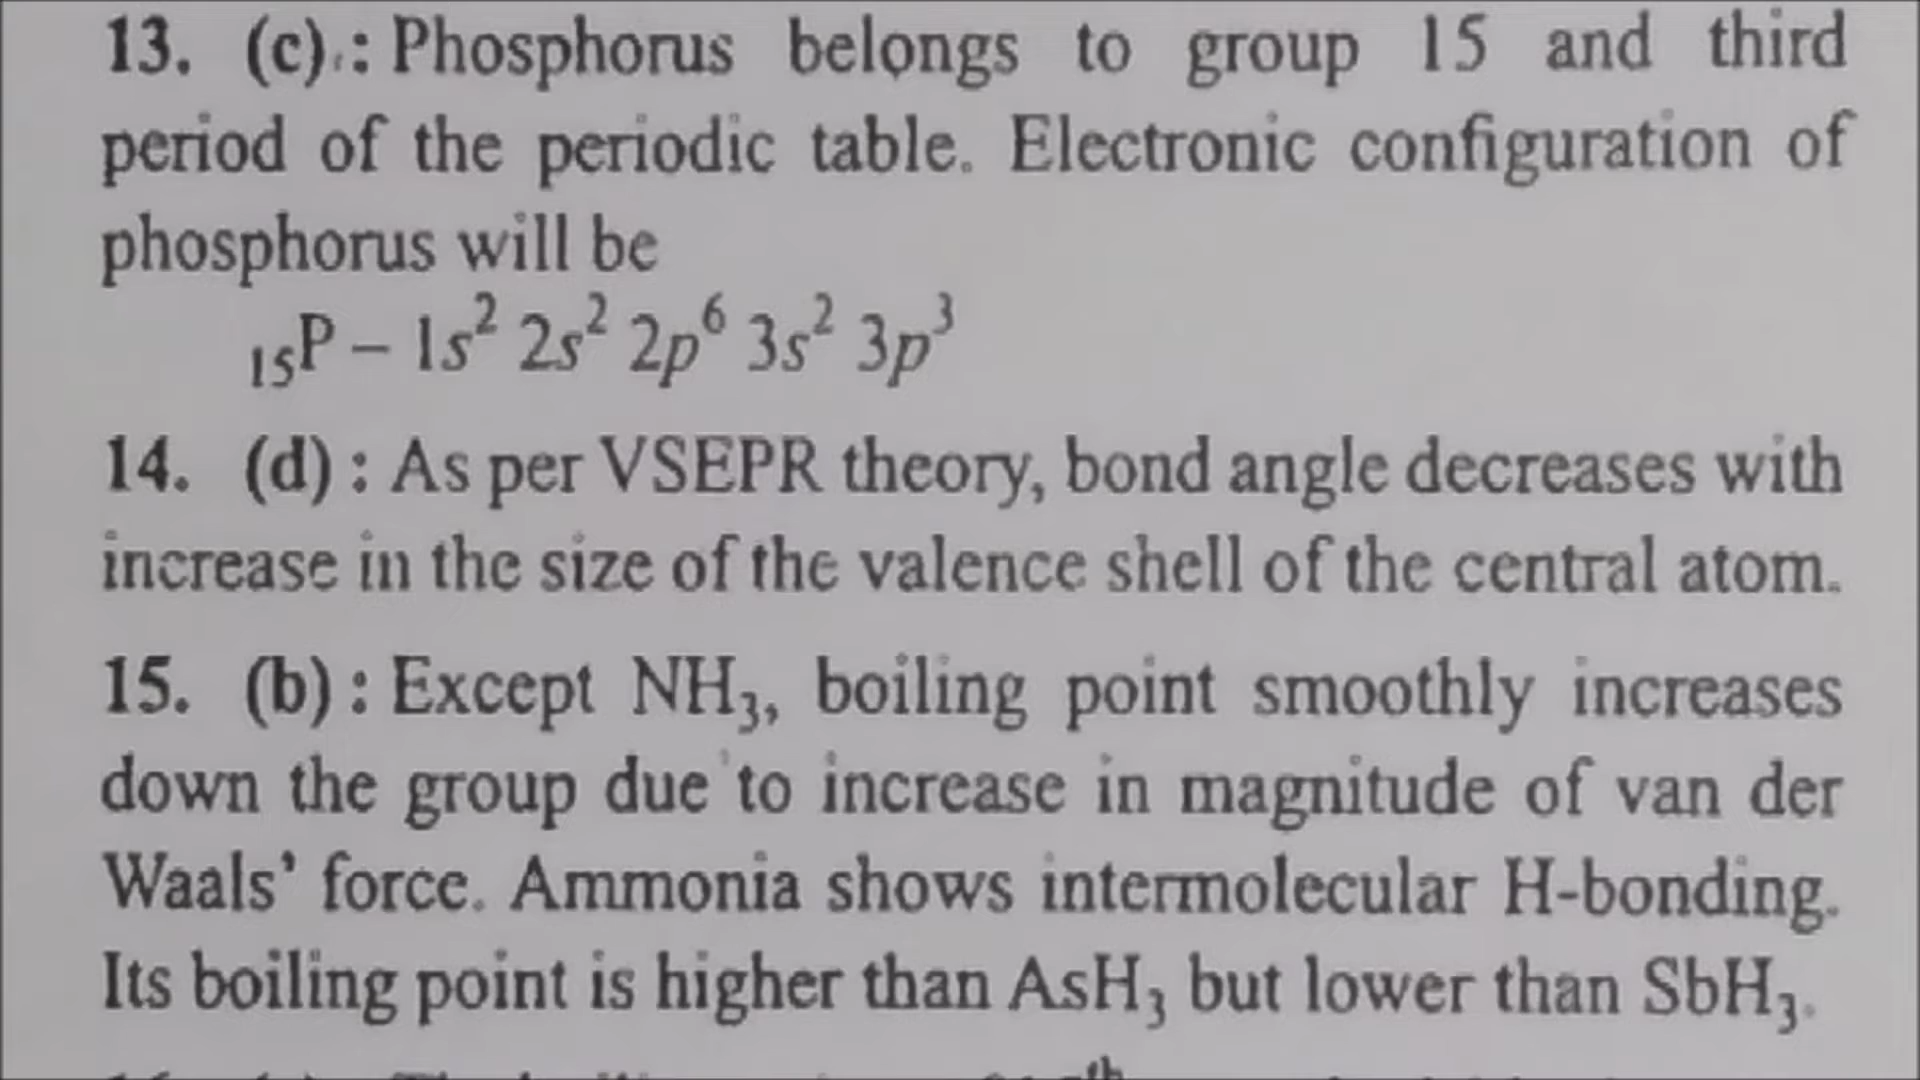 13. (c) : Phosphorus belongs to group 15 and third
period of the periodic table. Electronic configuration of
phosphorus will be
₁₅P – 1s² 2s² 2p⁶ 3s² 3p³
14. (d) : As per VSEPR theory, bond angle decreases with
increase in the size of the valence shell of the central atom.
15. (b) : Except NH₃, boiling point smoothly increases
down the group due to increase in magnitude of van der
Waals’ force. Ammonia shows intermolecular H-bonding.
Its boiling point is higher than AsH₃ but lower than SbH₃.